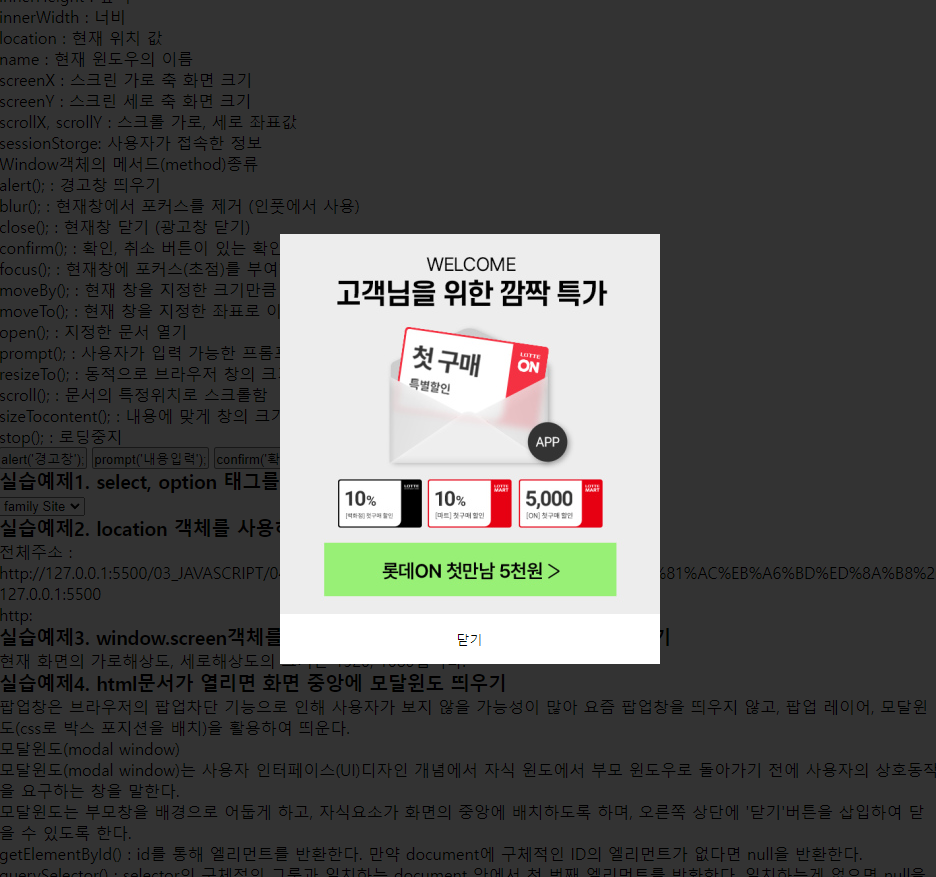 innerWidth : 너비
location : 현재 위치 값
name : 현재 윈도우의 이름
screenX : 스크린 가로 축 화면 크기
screenY : 스크린 세로 축 화면 크기
scrollX, scrollY : 스크롤 가로, 세로 좌표값
sessionStorge: 사용자가 접속한 정보
Window객체의 메서드(method)종류
alert(); : 경고창 띄우기
blur(); : 현재창에서 포커스를 제거 (인풋에서 사용)
close(); : 현재창 닫기 (광고창 닫기)
confirm(); : 확인, 취소 버튼이 있는 확인
focus(); : 현재창에 포커스(초점)를 부여
moveBy(); : 현재 창을 지정한 크기만큼
moveTo(); : 현재 창을 지정한 좌표로 이
open(); : 지정한 문서 열기
prompt(); : 사용자가 입력 가능한 프롬프
resizeTo(); : 동적으로 브라우저 창의 크
scroll(); : 문서의 특정위치로 스크롤함
sizeTocontent(); : 내용에 맞게 창의 크기
stop(); : 로딩중지
alert('경고창'); prompt('내용입력'); confirm('확
실습예제1. select, option 태그를
family Site
실습예제2. location 객체를 사용하
전체주소 :
http://127.0.0.1:5500/03_JAVASCRIPT/0 %81%AC%EB%A6%BD%ED%8A%B8%2
127.0.0.1:5500
http:
실습예제3. window.screen객체를 기
현재 화면의 가로해상도, 세로해상도의
실습예제4. html문서가 열리면 화면 중앙에 모달윈도 띄우기
팝업창은 브라우저의 팝업차단 기능으로 인해 사용자가 보지 않을 가능성이 많아 요즘 팝업창을 띄우지 않고, 팝업 레이어, 모달윈
도(css로 박스 포지션을 배치)을 활용하여 띄운다.
모달윈도(modal window)
모달윈도(modal window)는 사용자 인터페이스(UI)디자인 개념에서 자식 윈도에서 부모 윈도우로 돌아가기 전에 사용자의 상호동작
을 요구하는 창을 말한다.
모달윈도는 부모창을 배경으로 어둡게 하고, 자식요소가 화면의 중앙에 배치하도록 하며, 오른쪽 상단에 '닫기'버튼을 삽입하여 닫
을 수 있도록 한다.
getElementById() : id를 통해 엘리먼트를 반환한다. 만약 document에 구체적인 ID의 엘리먼트가 없다면 null을 반환한다.
querySelector() : selector의 구체적인 그룹과 일치하는 document 안에서 첫 번째 엘리먼트를 반환한다. 일치하는게 없으면 null을
WELCOME
고객님을 위한 깜짝 특가
첫 구매
특별할인
LOTTE
ON
APP
10% LOTTE
[백화점] 첫구매 할인
10% LOTTE MART
[마트] 첫구매 할인
5,000 LOTTE MART
[ON] 첫구매 할인
롯데ON 첫만남 5천원 >
닫기